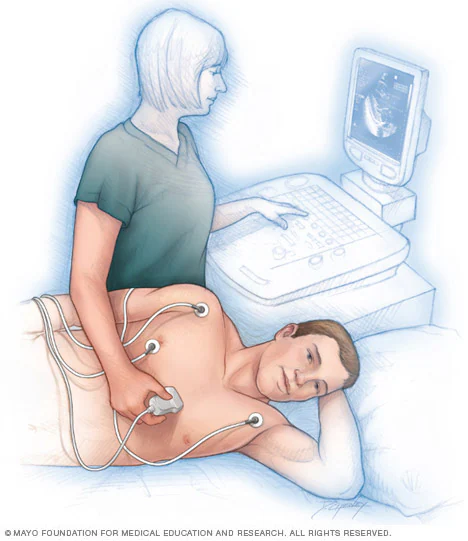 © MAYO FOUNDATION FOR MEDICAL EDUCATION AND RESEARCH. ALL RIGHTS RESERVED.